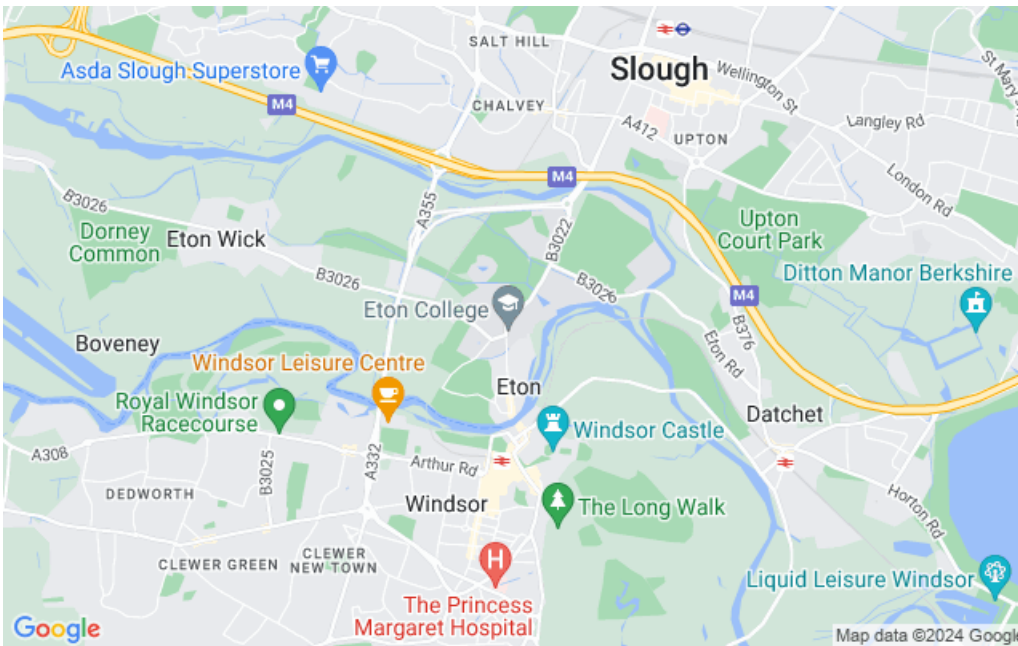 SALT HILL
Slough
Asda Slough Superstore
Wellington St
M4
CHALVEY
A412
UPTON
Langley Rd
London Rd
M4
B3026
A355
Dorney
Common
Eton Wick
B3022
Upton
Court Park
B3026
B3026
Eton College
M4
Ditton Manor Berkshire
B376
Eton Rd
Boveney
Windsor Leisure Centre
Royal Windsor
Racecourse
Eton
Windsor Castle
Datchet
A308
B3025
A332
Arthur Rd
DEDWORTH
Windsor
The Long Walk
Horton Rd
CLEWER GREEN
CLEWER
NEW TOWN
H
The Princess
Margaret Hospital
Liquid Leisure Windsor
Google
Map data ©2024 Google